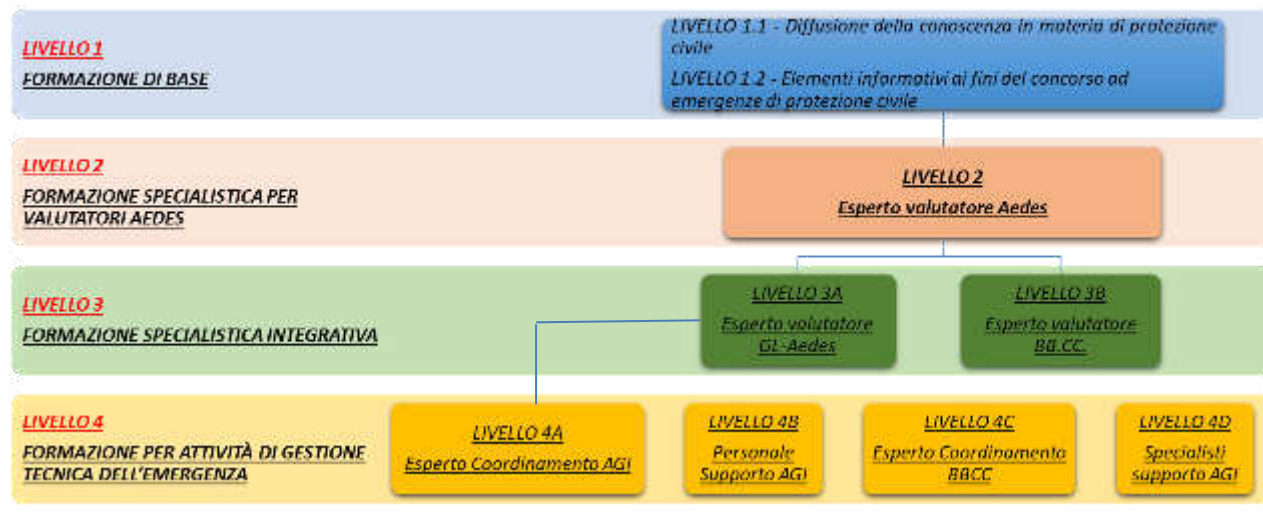 LIVELLO 1
FORMAZIONE DI BASE
LIVELLO 1.1 - Diffusione della conoscenza in materia di protezione
civile
LIVELLO 1.2 - Elementi informativi ai fini del concorso ad
emergenze di protezione civile
LIVELLO 2
FORMAZIONE SPECIALISTICA PER
VALUTATORI AEDES
LIVELLO 2
Esperto valutatore Aedes
LIVELLO 3
FORMAZIONE SPECIALISTICA INTEGRATIVA
LIVELLO 3A
Esperto valutatore
GL-Aedes
LIVELLO 3B
Esperto valutatore
BB.CC.
LIVELLO 4
FORMAZIONE PER ATTIVITÀ DI GESTIONE
TECNICA DELL'EMERGENZA
LIVELLO 4A
Esperto Coordinamento AGI
LIVELLO 4B
Personale
Supporto AGI
LIVELLO 4C
Esperto Coordinamento
BBCC
LIVELLO 4D
Specialisti
supporto AGI